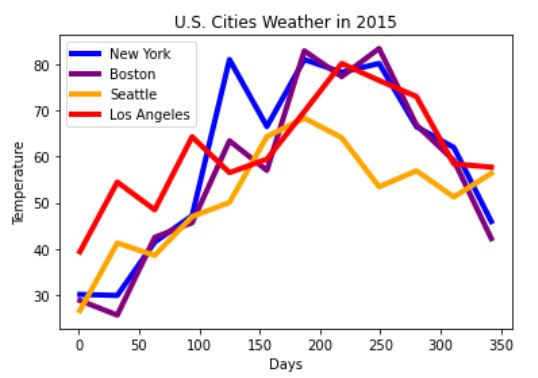 U.S. Cities Weather in 2015
New York
Boston
Seattle
Los Angeles
Temperature
80
70
60
50
40
30
0 50 100 150 200 250 300 350
Days